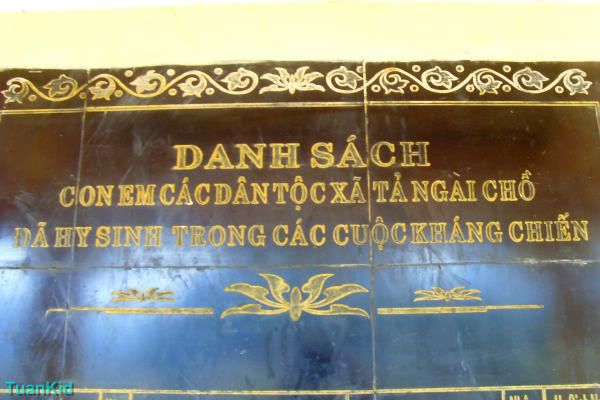 DANH SÁCH
CON EM CÁC DÂN TỘC XÃ TẢ NGAI CHỒ
ĐÃ HY SINH TRONG CÁC CUỘC KHÁNG CHIẾN
TuanKid